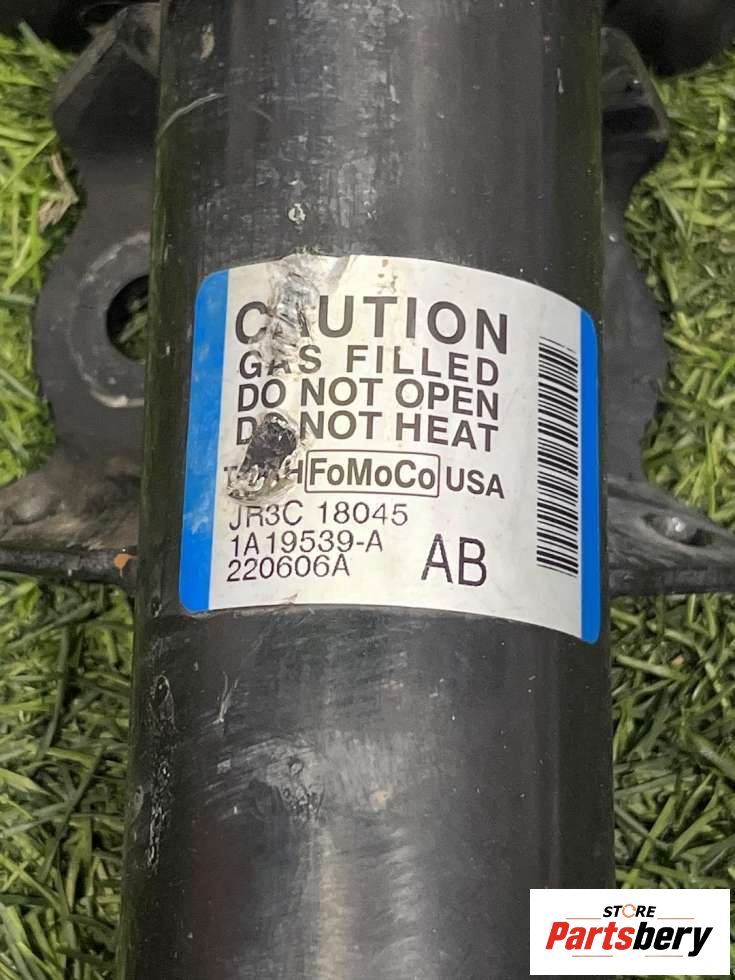 CAUTION
GAS FILLED
DO NOT OPEN
DO NOT HEAT
FoMoCo USA
JR3C 18045
1A19539-A
220606A AB
STORE
Partsbery